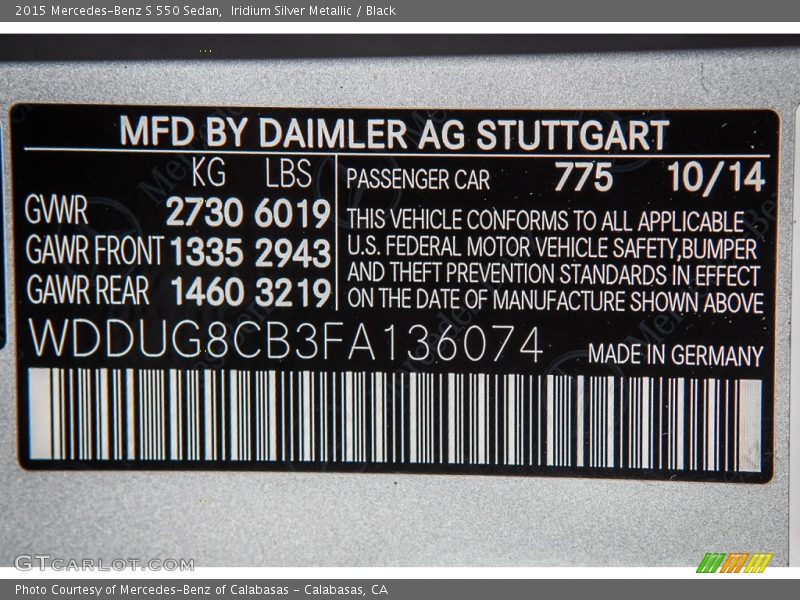 2015 Mercedes-Benz S 550 Sedan, Iridium Silver Metallic / Black
MFD BY DAIMLER AG STUTTGART
KG LBS
GVWR 2730 6019
GAWR FRONT 1335 2943
GAWR REAR 1460 3219
PASSENGER CAR 775 10/14
THIS VEHICLE CONFORMS TO ALL APPLICABLE
U.S. FEDERAL MOTOR VEHICLE SAFETY,BUMPER
AND THEFT PREVENTION STANDARDS IN EFFECT
ON THE DATE OF MANUFACTURE SHOWN ABOVE
WDDUG8CB3FA136074
MADE IN GERMANY
GTCARLOT.COM
Photo Courtesy of Mercedes-Benz of Calabasas - Calabasas, CA